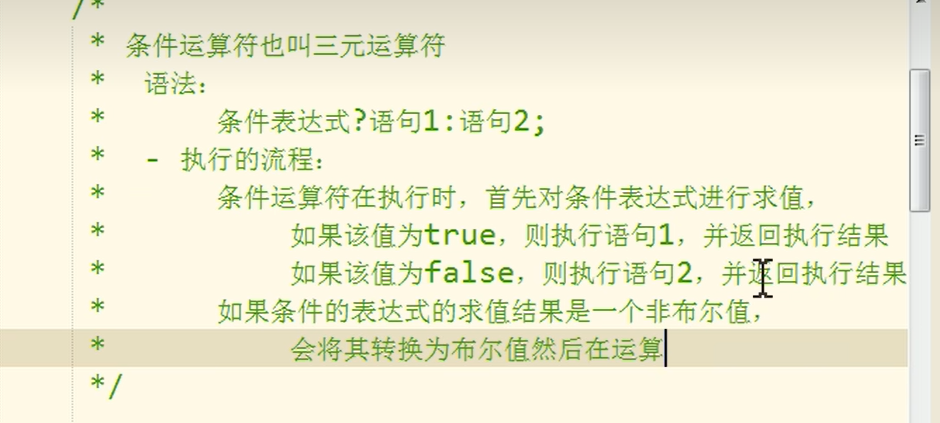 /*
* 条件运算符也叫三元运算符
* 语法：
* 条件表达式?语句1:语句2;
* - 执行的流程：
* 条件运算符在执行时，首先对条件表达式进行求值，
* 如果该值为true，则执行语句1，并返回执行结果
* 如果该值为false，则执行语句2，并返回执行结果
* 如果条件的表达式的求值结果是一个非布尔值，
* 会将其转换为布尔值然后在运算
*/